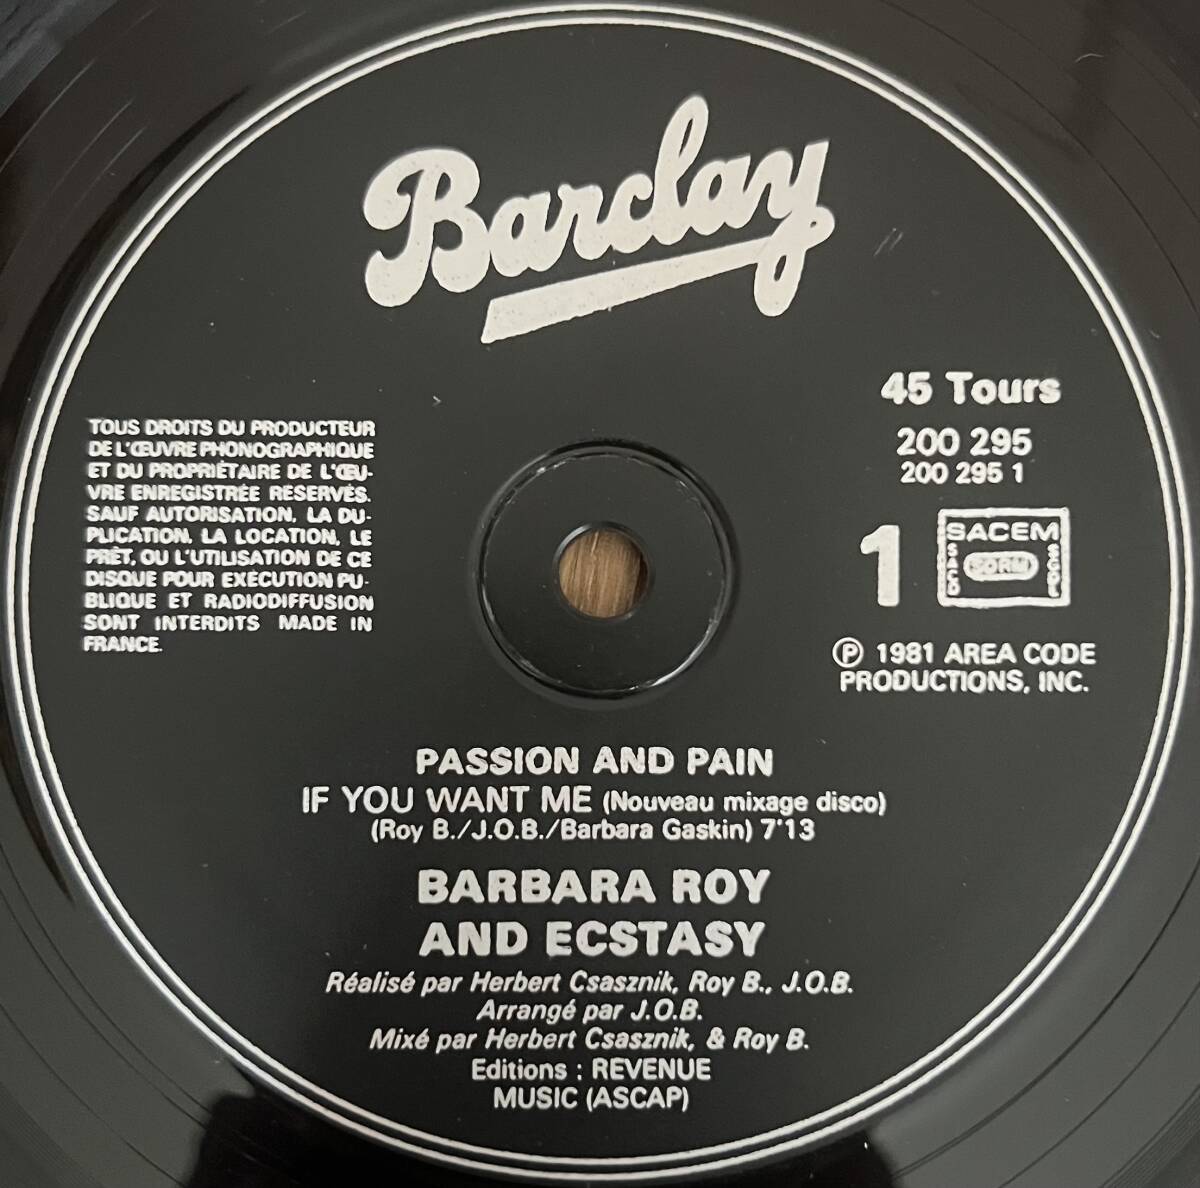 Barclay
45 Tours
200 295
200 295 1
1
SACEM
SACD
SDRM
SGDL
TOUS DROITS DU PRODUCTEUR
DE L'ŒUVRE PHONOGRAPHIQUE
ET DU PROPRIÉTAIRE DE L'ŒU-
VRE ENREGISTRÉE RÉSERVÉS.
SAUF AUTORISATION, LA DU-
PLICATION, LA LOCATION, LE
PRÊT, OU L'UTILISATION DE CE
DISQUE POUR EXÉCUTION PU-
BLIQUE ET RADIODIFFUSION
SONT INTERDITS MADE IN
FRANCE.
℗ 1981 AREA CODE
PRODUCTIONS, INC.
PASSION AND PAIN
IF YOU WANT ME (Nouveau mixage disco)
(Roy B./J.O.B./Barbara Gaskin) 7'13
BARBARA ROY
AND ECSTASY
Réalisé par Herbert Csasznik, Roy B., J.O.B.
Arrangé par J.O.B.
Mixé par Herbert Csasznik, & Roy B.
Editions : REVENUE
MUSIC (ASCAP)